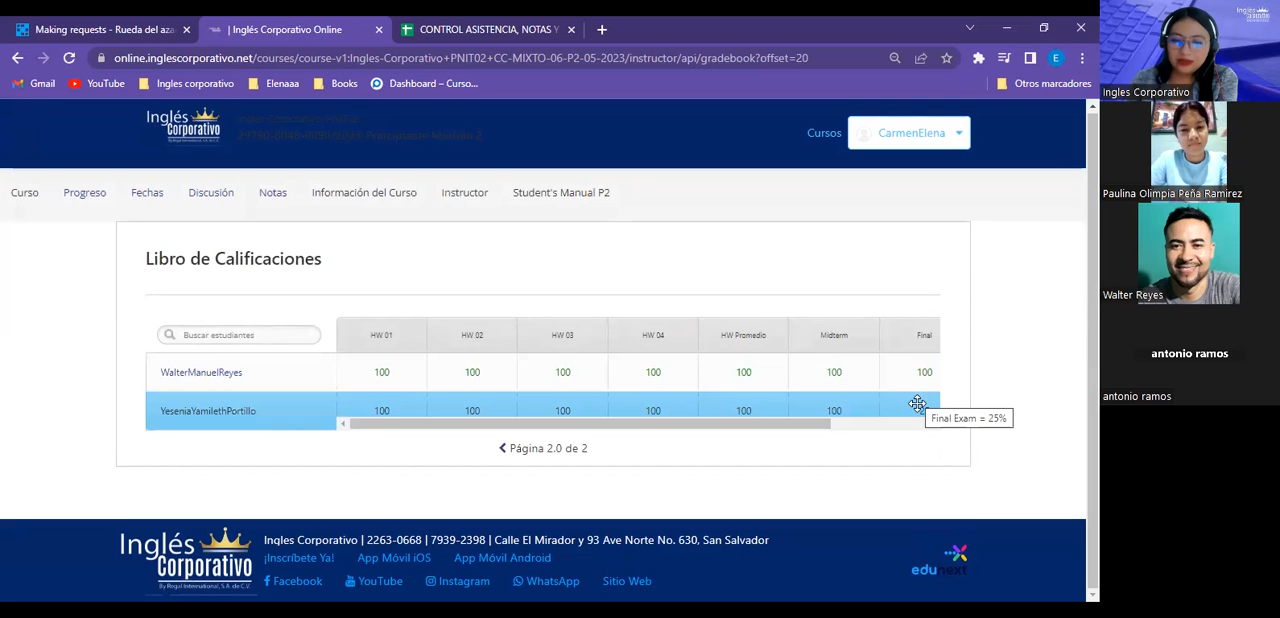 Making requests - Rueda del aza
| Inglés Corporativo Online
CONTROL ASISTENCIA, NOTAS Y
online.inglescorporativo.net/courses/course-v1:Ingles-Corporativo+PNIT02+CC-MIXTO-06-P2-05-2023/instructor/api/gradebook?offset=20
E
Gmail
YouTube
Ingles corporativo
Elenaaa
Books
Dashboard – Curso...
Otros marcadores
Inglés
Corporativo
Cursos
CarmenElena
Curso
Progreso
Fechas
Discusión
Notas
Información del Curso
Instructor
Student's Manual P2
Libro de Calificaciones
Buscar estudiantes
HW 01
HW 02
HW 03
HW 04
HW Promedio
Midterm
Final
WalterManuelReyes 100 100 100 100 100 100 100
YeseniaYamilethPortillo 100 100 100 100 100 100
Final Exam = 25%
Página 2.0 de 2
Inglés
Corporativo
By Regal International, S.A. de C.V.
Ingles Corporativo | 2263-0668 | 7939-2398 | Calle El Mirador y 93 Ave Norte No. 630, San Salvador
¡Inscríbete Ya!
App Móvil iOS
App Móvil Android
Facebook
YouTube
Instagram
WhatsApp
Sitio Web
edunext
Inglés
Ingles Corporativo
Paulina Olimpia Peña Ramirez
Walter Reyes
antonio ramos
antonio ramos